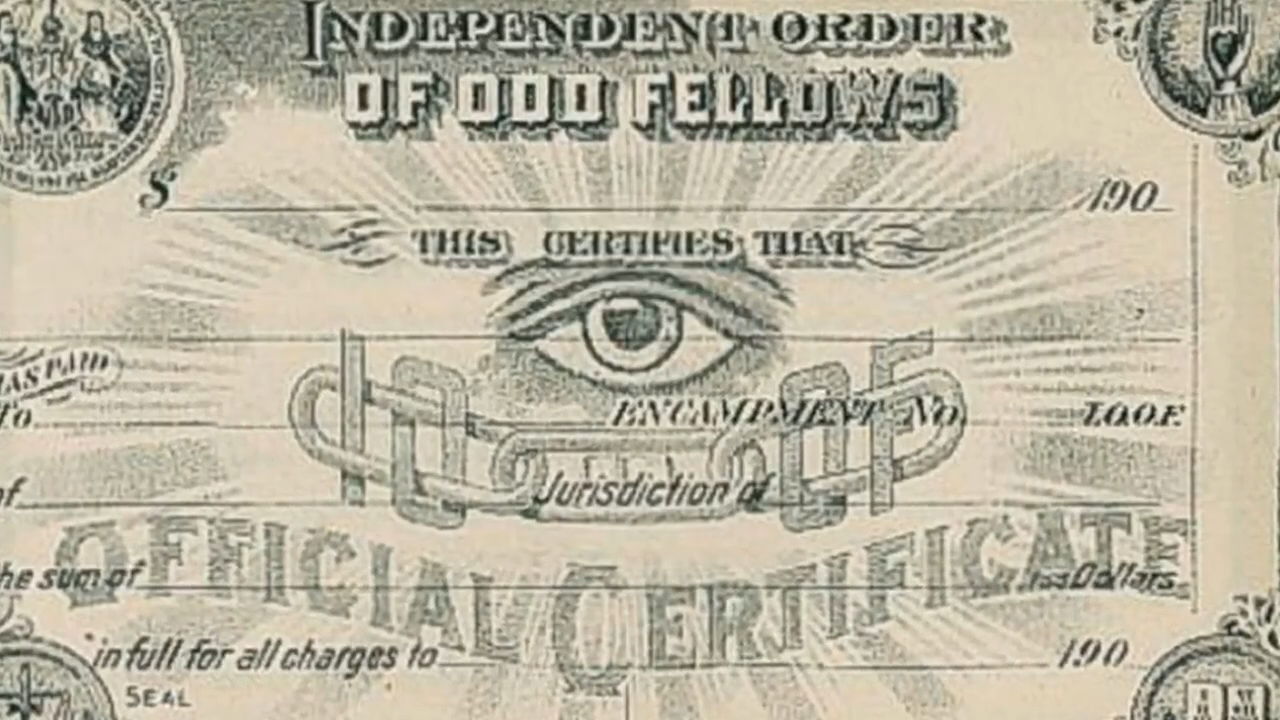 INDEPENDENT ORDER
OF ODD FELLOWS
$ 190
THIS CERTIFIES THAT
HAS PAID
TO ENCAMPMENT NO. I.O.O.F.
IOOF
of Jurisdiction of
OFFICIAL CERTIFICATE
the sum of Dollars
in full for all charges to 190
SEAL